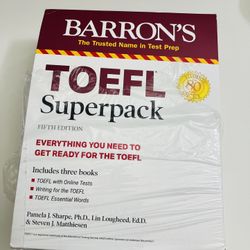 BARRON'S
The Trusted Name in Test Prep
TOEFL®
Superpack
80
FIFTH EDITION
EVERYTHING YOU NEED TO
GET READY FOR THE TOEFL
Includes three books:
• TOEFL with Online Tests
• Writing for the TOEFL
• TOEFL Essential Words
Pamela J. Sharpe, Ph.D., Lin Lougheed, Ed.D.
& Steven J. Matthiesen